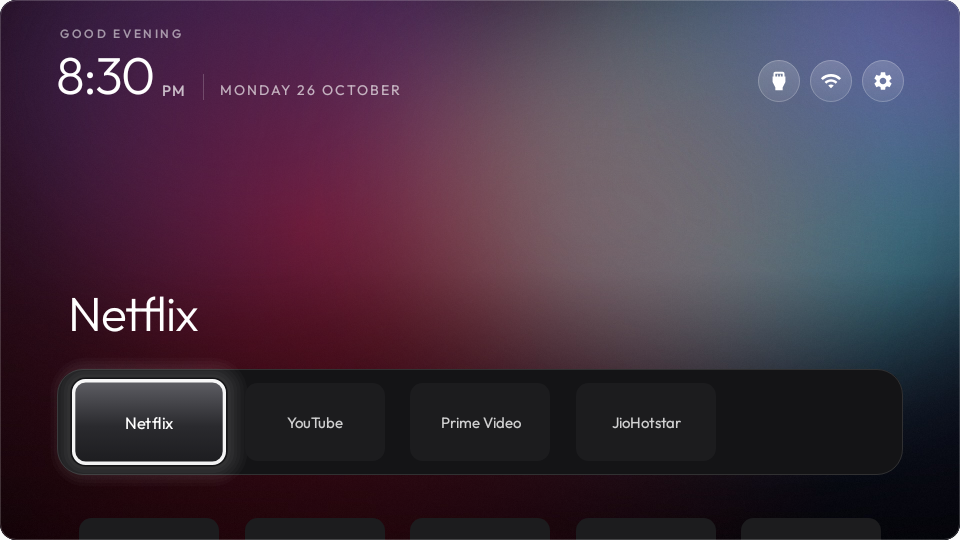 GOOD EVENING
8:30 PM
MONDAY 26 OCTOBER
Netflix
Netflix
YouTube
Prime Video
JioHotstar